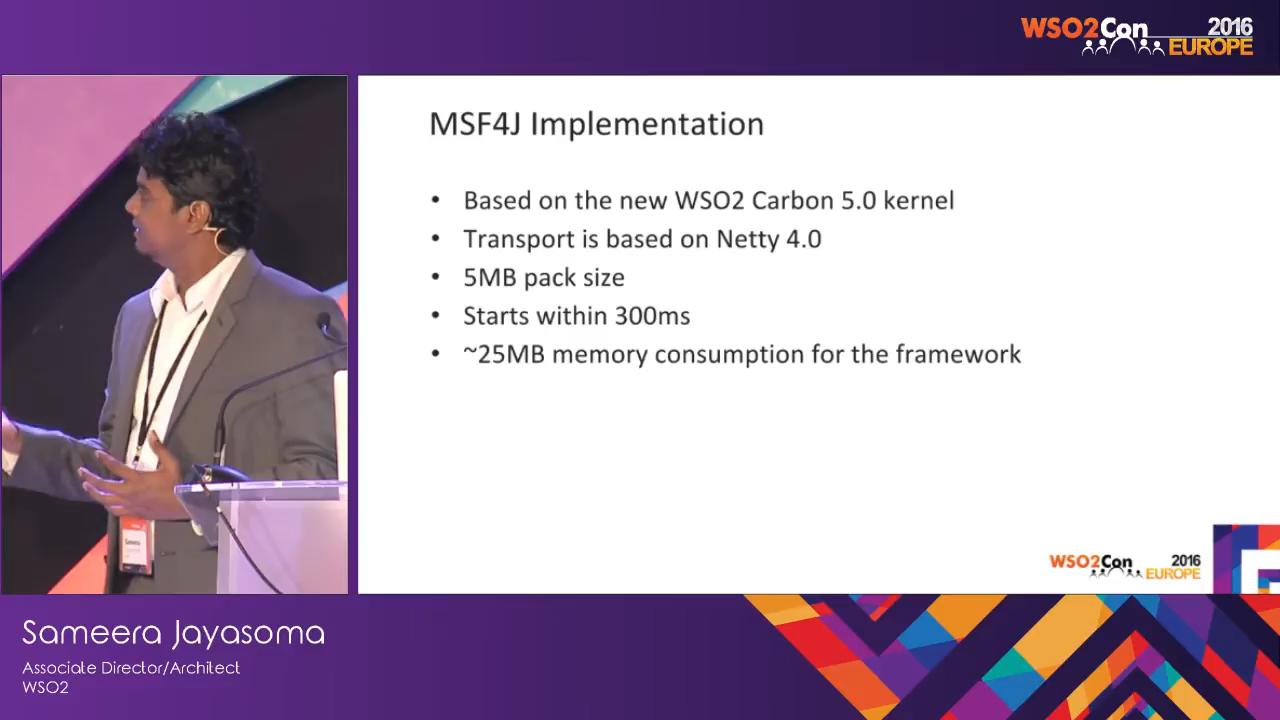 WSO2Con 2016
EUROPE
MSF4J Implementation
• Based on the new WSO2 Carbon 5.0 kernel
• Transport is based on Netty 4.0
• 5MB pack size
• Starts within 300ms
• ~25MB memory consumption for the framework
WSO2Con 2016
EUROPE
Sameera Jayasoma
Associate Director/Architect
WSO2